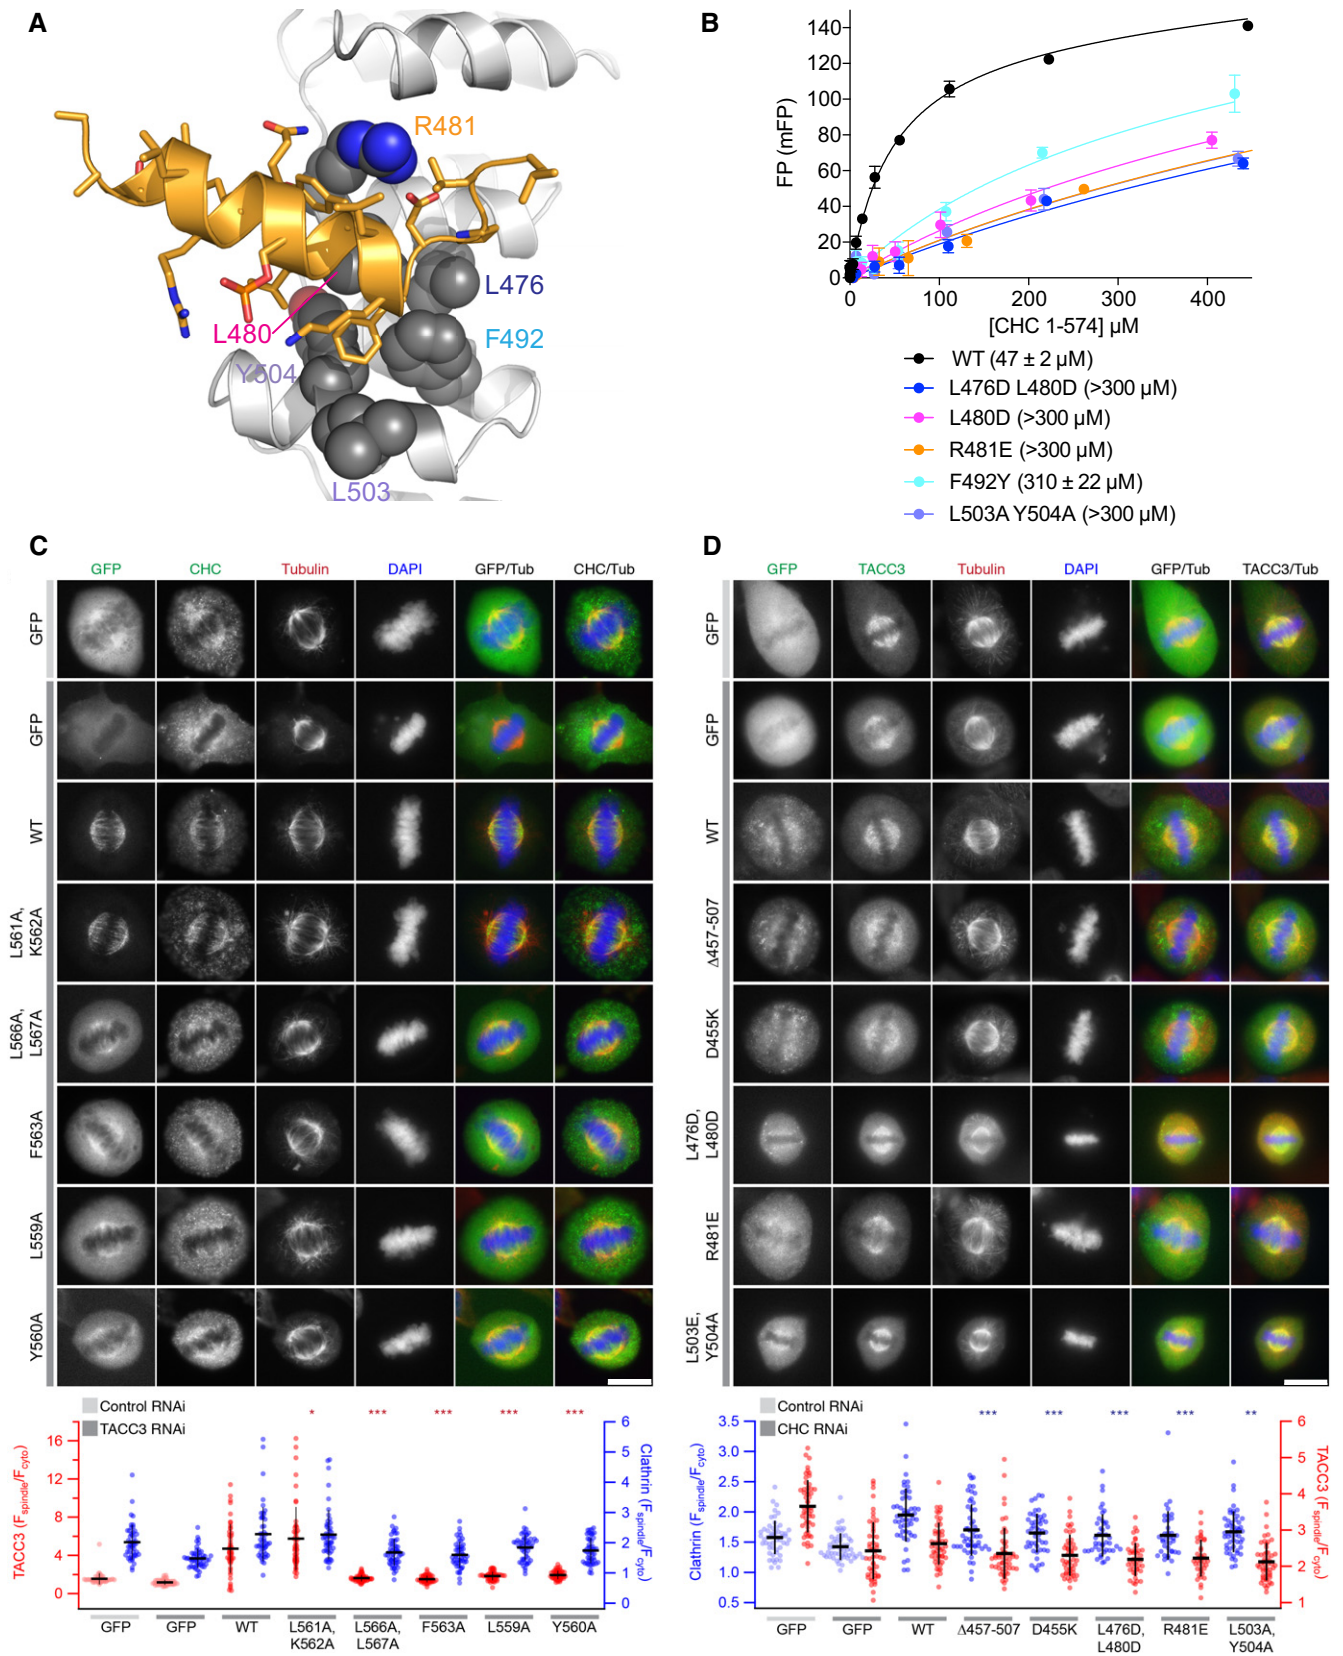 A
R481
L476
L480
F492
Y504
L503
B
FP (mFP)
140
120
100
80
60
40
20
0
0 100 200 300 400
[CHC 1-574] µM
WT (47 ± 2 µM)
L476D L480D (>300 µM)
L480D (>300 µM)
R481E (>300 µM)
F492Y (310 ± 22 µM)
L503A Y504A (>300 µM)
C
GFP CHC Tubulin DAPI GFP/Tub CHC/Tub
GFP
GFP
WT
L561A,
K562A
L566A,
L567A
F563A
L559A
Y560A
Control RNAi
TACC3 RNAi
* *** *** *** ***
TACC3 (Fspindle/Fcyto)
16
12
8
4
0
Clathrin (Fspindle/Fcyto)
6
5
4
3
2
1
0
GFP GFP WT L561A, L566A, F563A L559A Y560A
K562A L567A
D
GFP TACC3 Tubulin DAPI GFP/Tub TACC3/Tub
GFP
GFP
WT
Δ457-507
D455K
L476D,
L480D
R481E
L503E,
Y504A
Control RNAi
CHC RNAi
*** *** *** *** **
Clathrin (Fspindle/Fcyto)
3.5
3.0
2.5
2.0
1.5
1.0
0.5
TACC3 (Fspindle/Fcyto)
6
5
4
3
2
1
GFP GFP WT Δ457-507 D455K L476D, R481E L503A,
L480D Y504A